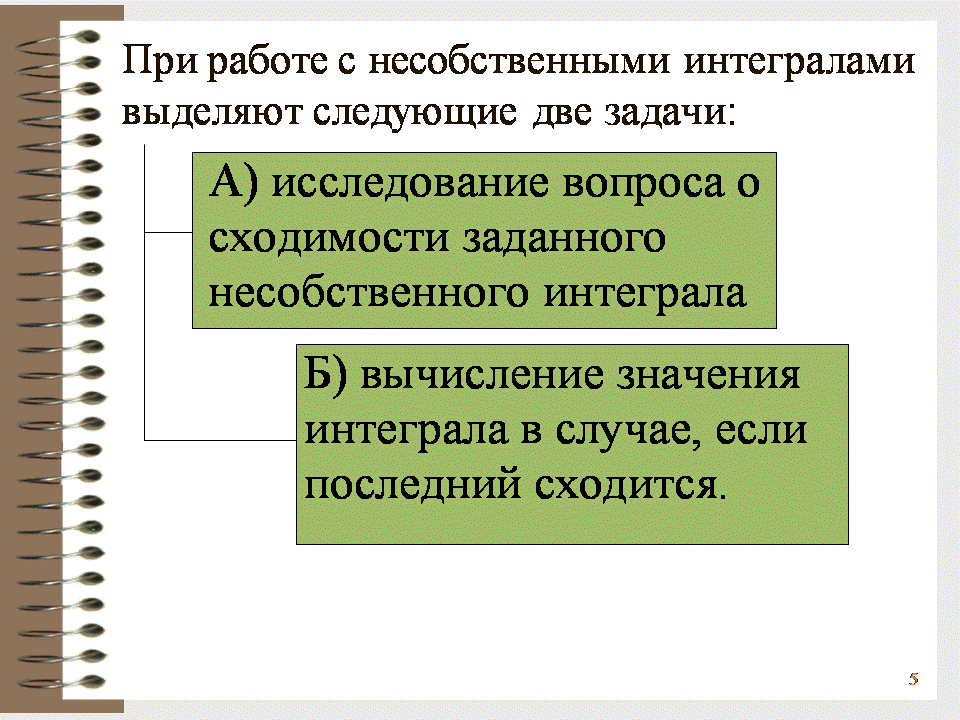 При работе с несобственными интегралами
выделяют следующие две задачи:
А) исследование вопроса о
сходимости заданного
несобственного интеграла
Б) вычисление значения
интеграла в случае, если
последний сходится.
5